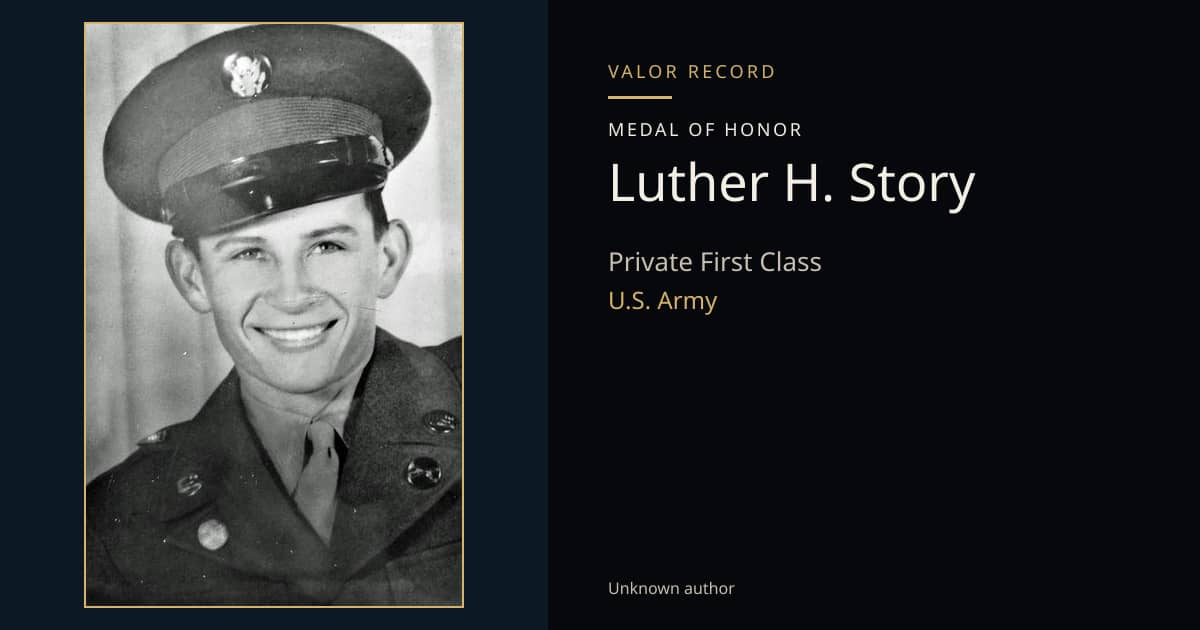 VALOR RECORD
MEDAL OF HONOR
Luther H. Story
Private First Class
U.S. Army
Unknown author